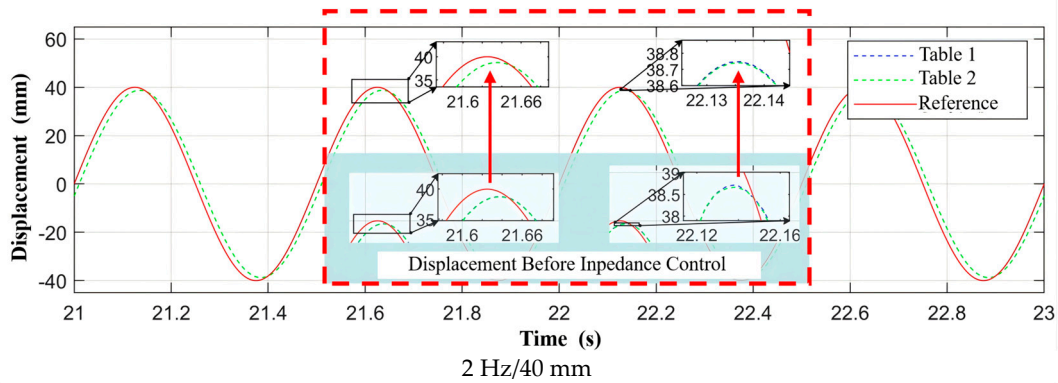 Displacement (mm)
60
40
20
0
-20
-40
40
35
21.6 21.66
38.8
38.7
38.6
22.13 22.14
Table 1
Table 2
Reference
40
35
21.6 21.66
39
38.5
38
22.12 22.16
Displacement Before Inpedance Control
21 21.2 21.4 21.6 21.8 22 22.2 22.4 22.6 22.8 23
Time (s)
2 Hz/40 mm